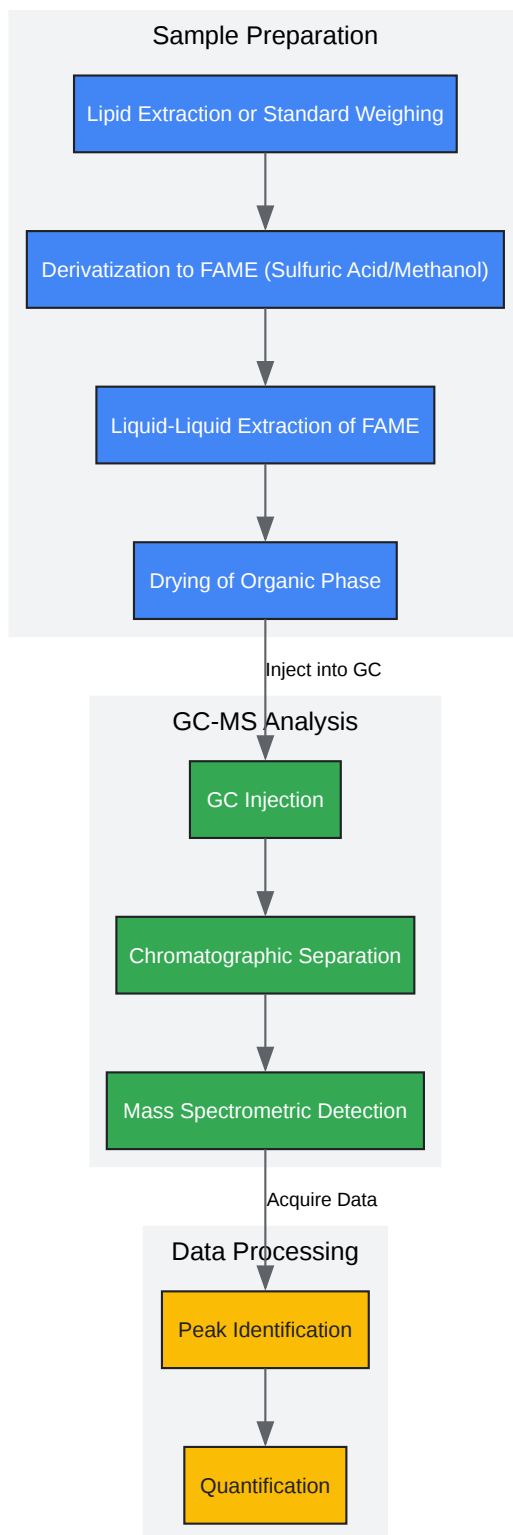 Sample Preparation
Lipid Extraction or Standard Weighing
Derivatization to FAME (Sulfuric Acid/Methanol)
Liquid-Liquid Extraction of FAME
Drying of Organic Phase
Inject into GC
GC-MS Analysis
GC Injection
Chromatographic Separation
Mass Spectrometric Detection
Acquire Data
Data Processing
Peak Identification
Quantification